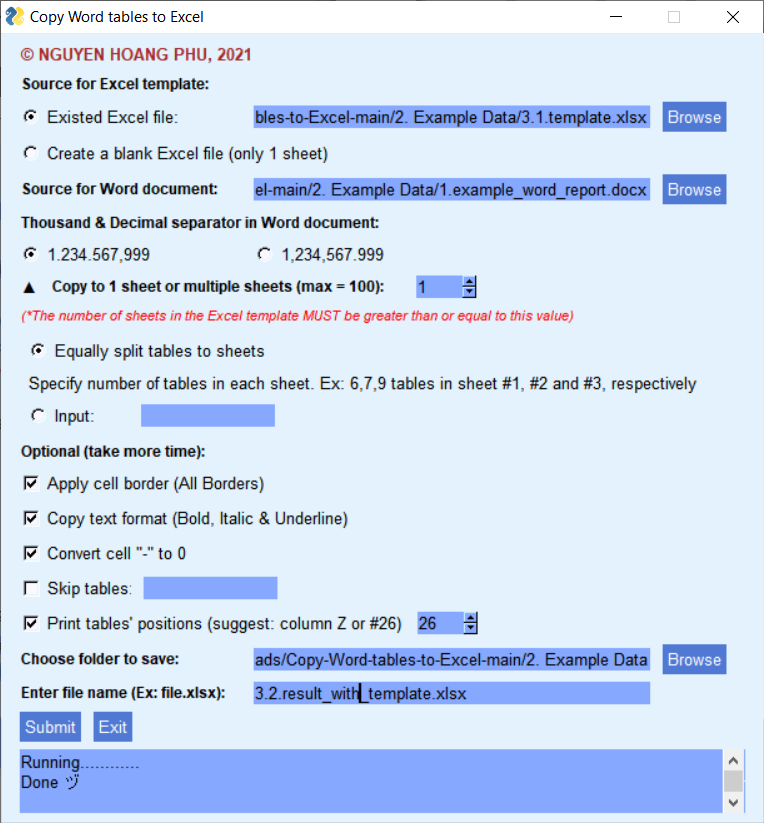 Copy Word tables to Excel
© NGUYEN HOANG PHU, 2021
Source for Excel template:
Existed Excel file: bles-to-Excel-main/2. Example Data/3.1.template.xlsx Browse
Create a blank Excel file (only 1 sheet)
Source for Word document: el-main/2. Example Data/1.example_word_report.docx Browse
Thousand & Decimal separator in Word document:
1.234.567,999 1,234,567.999
▲ Copy to 1 sheet or multiple sheets (max = 100): 1
(*The number of sheets in the Excel template MUST be greater than or equal to this value)
Equally split tables to sheets
Specify number of tables in each sheet. Ex: 6,7,9 tables in sheet #1, #2 and #3, respectively
Input:
Optional (take more time):
Apply cell border (All Borders)
Copy text format (Bold, Italic & Underline)
Convert cell "-" to 0
Skip tables:
Print tables' positions (suggest: column Z or #26) 26
Choose folder to save: ads/Copy-Word-tables-to-Excel-main/2. Example Data Browse
Enter file name (Ex: file.xlsx): 3.2.result_with_template.xlsx
Submit Exit
Running............
Done ヅ